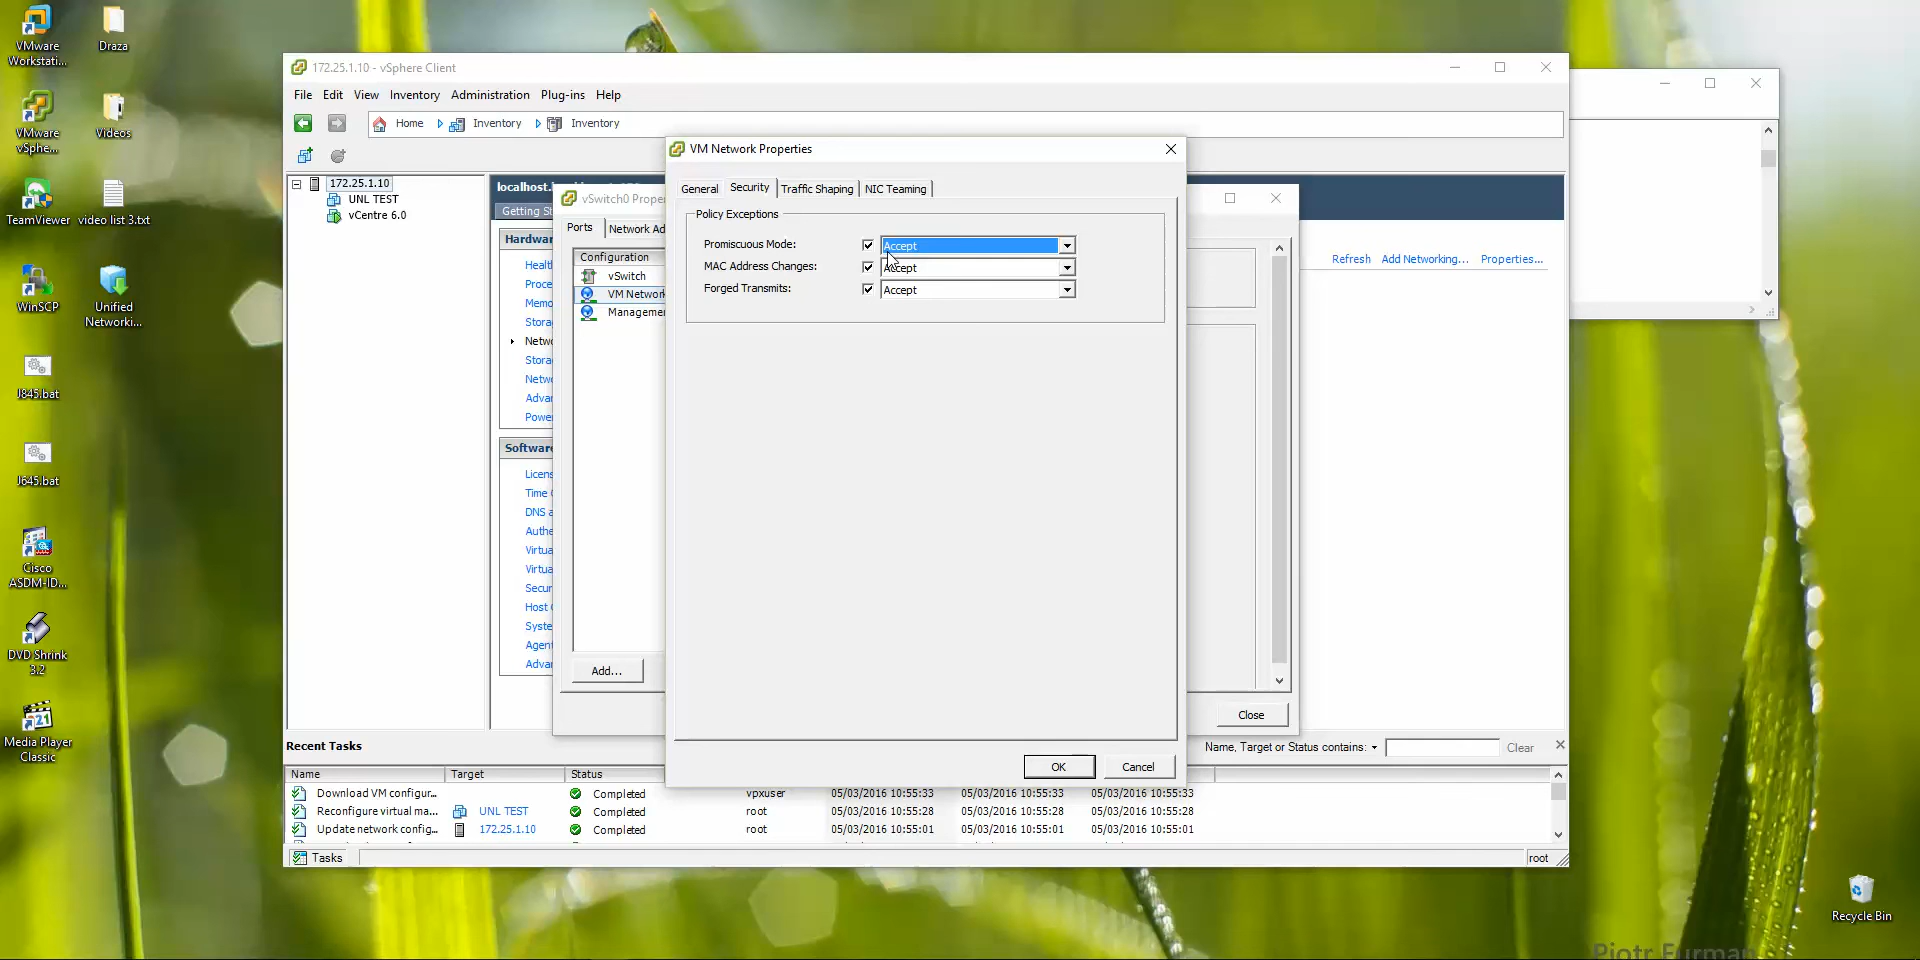 VMware
Workstati...
Draza
VMware
vSphe...
Videos
TeamViewer
video list 3.txt
WinSCP
Unified
Networki...
J845.bat
J645.bat
Cisco
ASDM-ID...
DVD Shrink
3.2
Media Player
Classic
Recycle Bin
172.25.1.10 - vSphere Client
File Edit View Inventory Administration Plug-ins Help
Home Inventory Inventory
172.25.1.10
UNL TEST
vCentre 6.0
Getting St
Hardwar
Healt
Proce
Memo
Stora
Netwo
Stora
Netw
Adva
Power
Software
Licens
Time C
DNS a
Authe
Virtua
Virtua
Secur
Host C
Syste
Agen
Adva
Refresh Add Networking... Properties...
vSwitch0 Prope
Ports Network Ad
Configuration
vSwitch
VM Network
Managemer
Add...
Close
VM Network Properties
General Security Traffic Shaping NIC Teaming
Policy Exceptions
Promiscuous Mode: Accept
MAC Address Changes: Accept
Forged Transmits: Accept
OK Cancel
Recent Tasks
Name, Target or Status contains: Clear
Name Target Status
Download VM configur... Completed vpxuser 05/03/2016 10:55:33 05/03/2016 10:55:33 05/03/2016 10:55:33
Reconfigure virtual ma... UNL TEST Completed root 05/03/2016 10:55:28 05/03/2016 10:55:28 05/03/2016 10:55:28
Update network config... 172.25.1.10 Completed root 05/03/2016 10:55:01 05/03/2016 10:55:01 05/03/2016 10:55:01
Tasks root
Piotr Furman